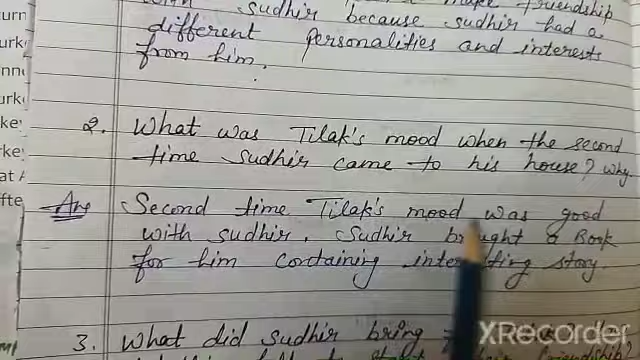 with Sudhir because Sudhir had a
friendship
different personalities and interests
from him.
2. What was Tilak's mood when the second
time Sudhir came to his house? why.
Ans Second time Tilak's mood was good
with sudhir. Sudhir brought a Book
for him containing interesting story.
3. What did Sudhir bring
XRecorder